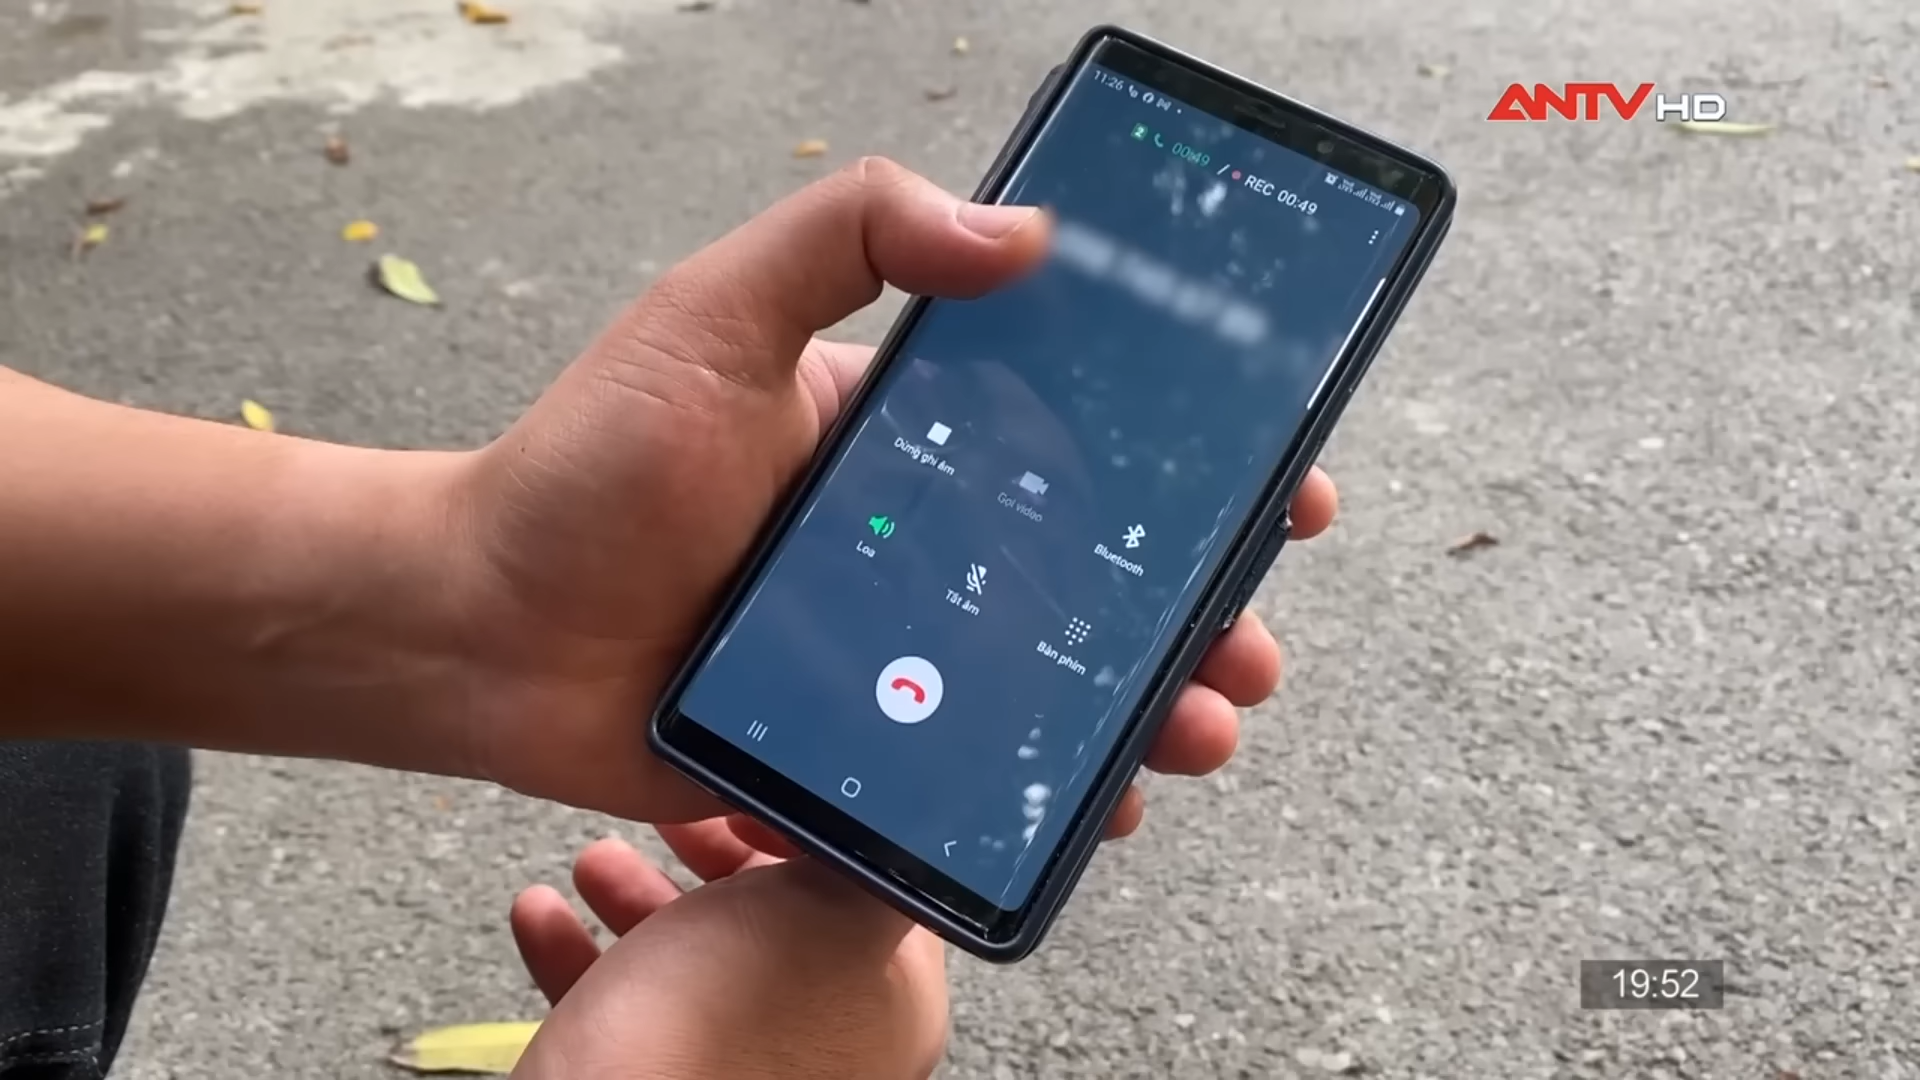 ANTV HD
11:26
2 00:49 / REC 00:49
Dừng ghi âm
Gọi video
Bluetooth
Loa
Tắt âm
Bàn phím
19:52